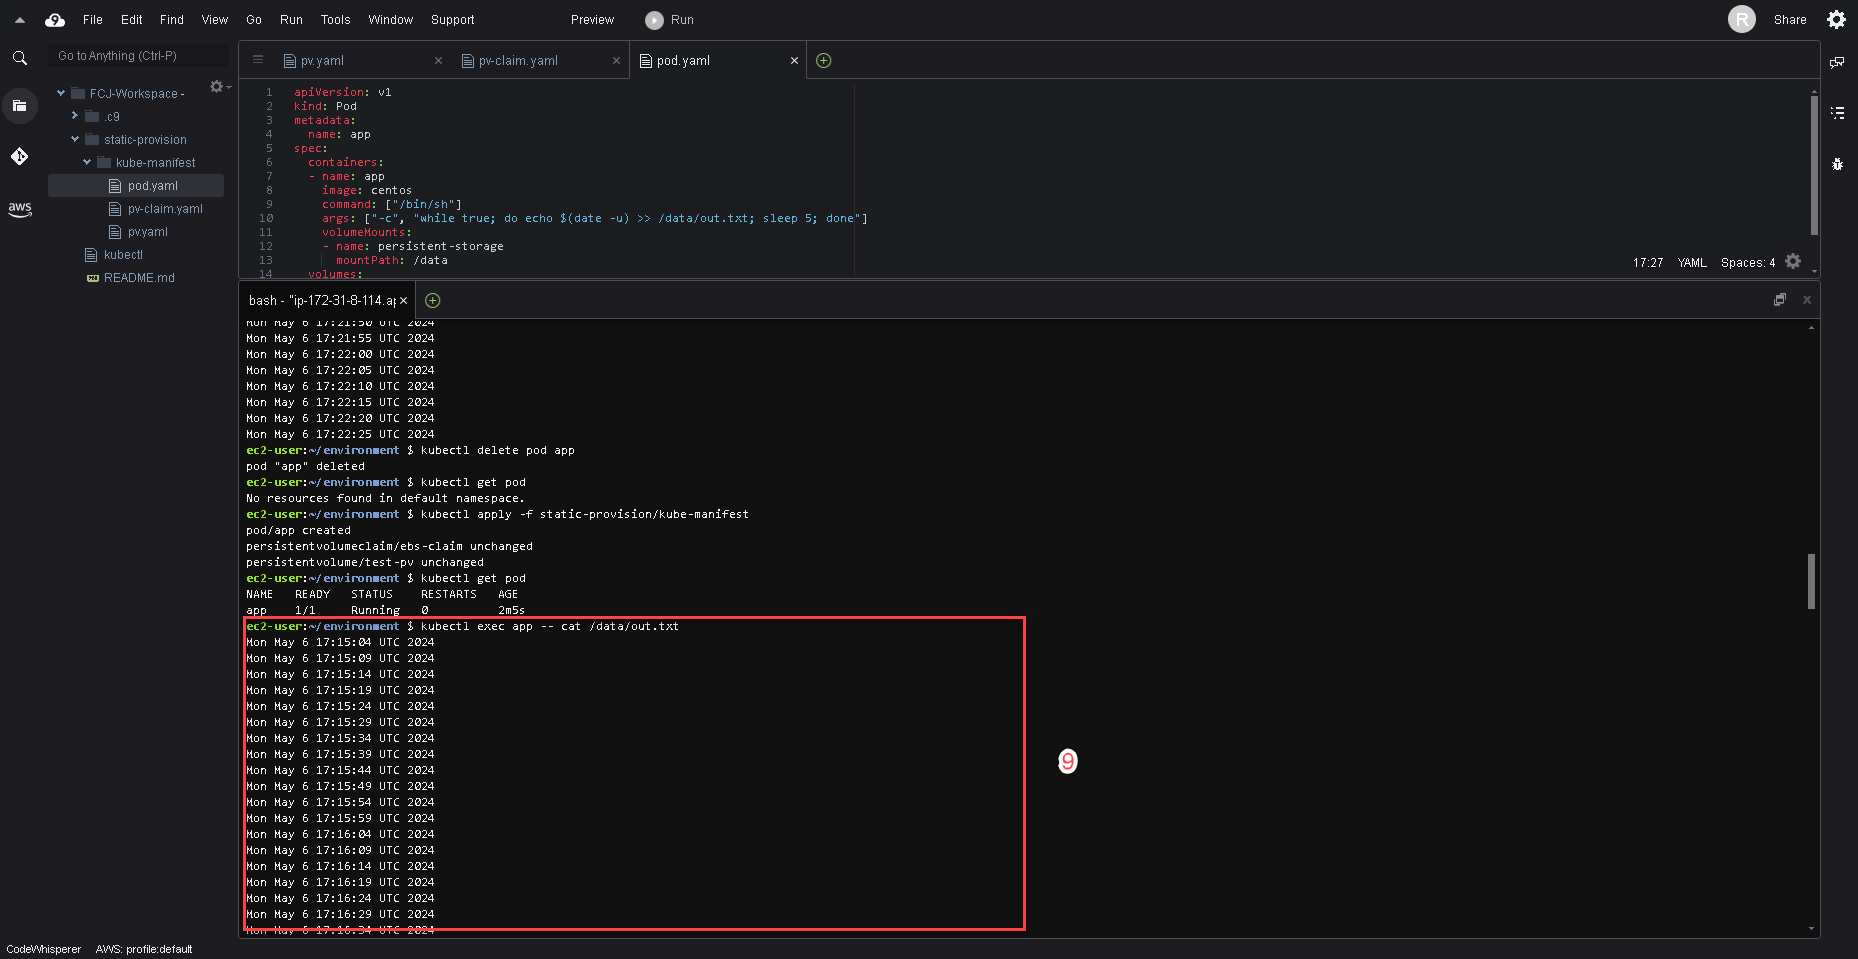 File Edit Find View Go Run Tools Window Support Preview Run R Share
Go to Anything (Ctrl-P)
FCJ-Workspace -
.c9
static-provision
kube-manifest
pod.yaml
pv-claim.yaml
pv.yaml
kubectl
README.md
aws
pv.yaml pv-claim.yaml pod.yaml
1 apiVersion: v1
2 kind: Pod
3 metadata:
4 name: app
5 spec:
6 containers:
7 - name: app
8 image: centos
9 command: ["/bin/sh"]
10 args: ["-c", "while true; do echo $(date -u) >> /data/out.txt; sleep 5; done"]
11 volumeMounts:
12 - name: persistent-storage
13 mountPath: /data
14 volumes:
17:27 YAML Spaces: 4
bash - "ip-172-31-8-114.ap
Mon May 6 17:21:50 UTC 2024
Mon May 6 17:21:55 UTC 2024
Mon May 6 17:22:00 UTC 2024
Mon May 6 17:22:05 UTC 2024
Mon May 6 17:22:10 UTC 2024
Mon May 6 17:22:15 UTC 2024
Mon May 6 17:22:20 UTC 2024
Mon May 6 17:22:25 UTC 2024
ec2-user:~/environment $ kubectl delete pod app
pod "app" deleted
ec2-user:~/environment $ kubectl get pod
No resources found in default namespace.
ec2-user:~/environment $ kubectl apply -f static-provision/kube-manifest
pod/app created
persistentvolumeclaim/ebs-claim unchanged
persistentvolume/test-pv unchanged
ec2-user:~/environment $ kubectl get pod
NAME READY STATUS RESTARTS AGE
app 1/1 Running 0 2m5s
ec2-user:~/environment $ kubectl exec app -- cat /data/out.txt
Mon May 6 17:15:04 UTC 2024
Mon May 6 17:15:09 UTC 2024
Mon May 6 17:15:14 UTC 2024
Mon May 6 17:15:19 UTC 2024
Mon May 6 17:15:24 UTC 2024
Mon May 6 17:15:29 UTC 2024
Mon May 6 17:15:34 UTC 2024
Mon May 6 17:15:39 UTC 2024
Mon May 6 17:15:44 UTC 2024
Mon May 6 17:15:49 UTC 2024
Mon May 6 17:15:54 UTC 2024
Mon May 6 17:15:59 UTC 2024
Mon May 6 17:16:04 UTC 2024
Mon May 6 17:16:09 UTC 2024
Mon May 6 17:16:14 UTC 2024
Mon May 6 17:16:19 UTC 2024
Mon May 6 17:16:24 UTC 2024
Mon May 6 17:16:29 UTC 2024
Mon May 6 17:16:34 UTC 2024
9
CodeWhisperer AWS: profile:default